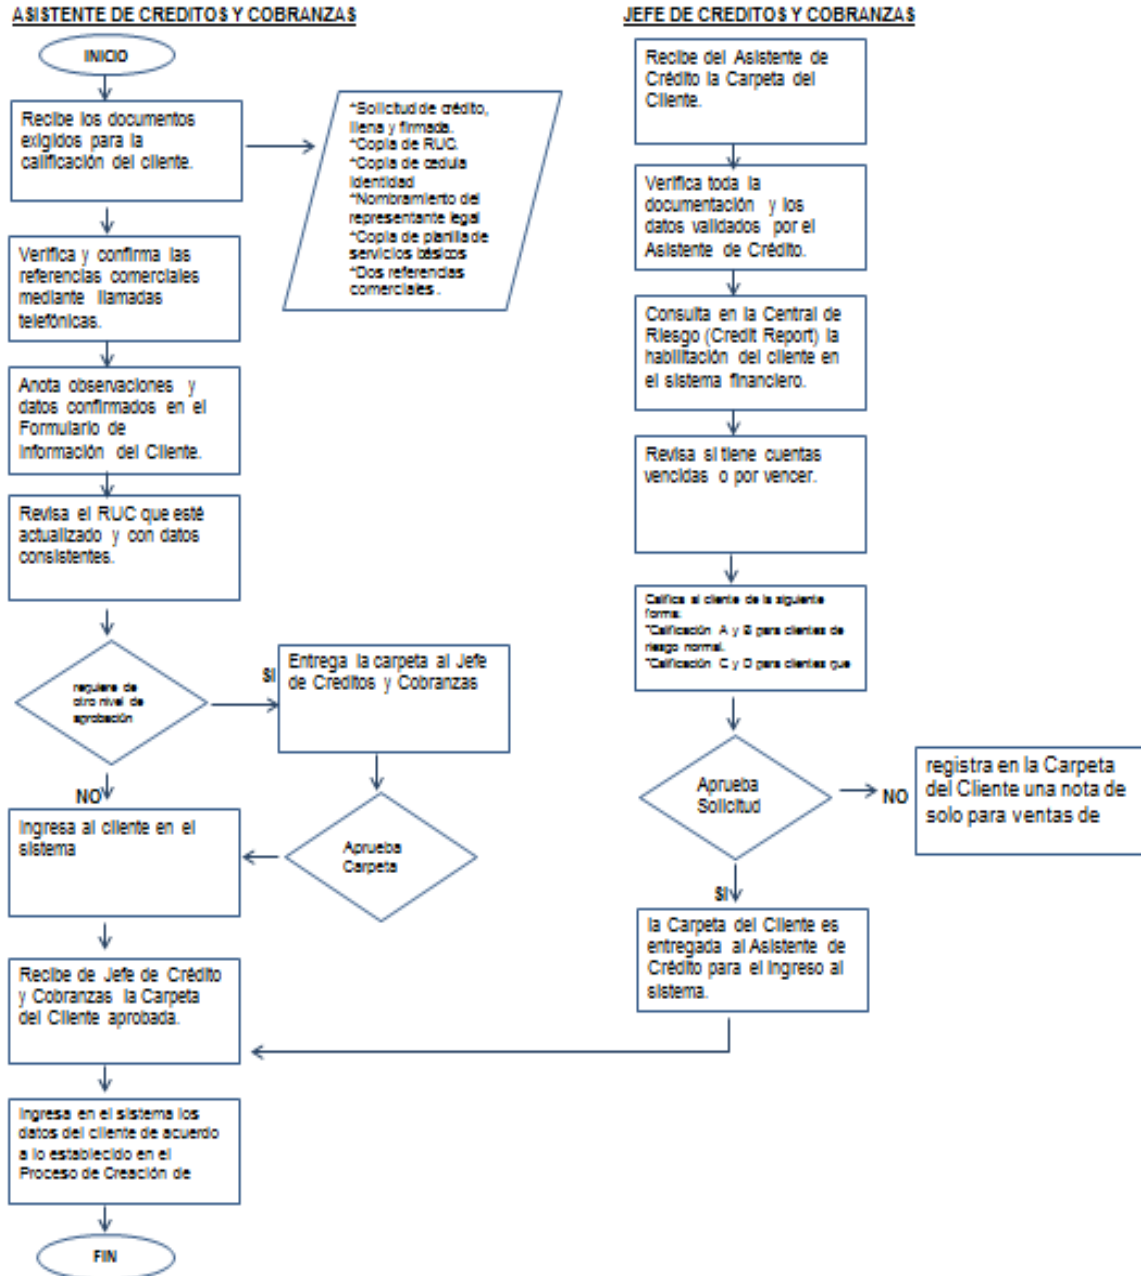 ASISTENTE DE CREDITOS Y COBRANZAS
INICIO
Recibe los documentos
exigidos para la
calificación del cliente.
*Solicitud de crédito,
llena y firmada.
*Copia de RUC.
*Copia de cedula
identidad
*Nombramiento del
representante legal
*Copia de planilla de
servicios básicos
*Dos referencias
comerciales.
Verifica y confirma las
referencias comerciales
mediante llamadas
telefónicas.
Anota observaciones y
datos confirmados en el
Formulario de
Información del Cliente.
Revisa el RUC que esté
actualizado y con datos
consistentes.
requiere de
otro nivel de
aprobación
SI
Entrega la carpeta al Jefe
de Creditos y Cobranzas
NO
Ingresa al cliente en el
sistema
Aprueba
Carpeta
Recibe de Jefe de Crédito
y Cobranzas la Carpeta
del Cliente aprobada.
Ingresa en el sistema los
datos del cliente de acuerdo
a lo establecido en el
Proceso de Creación de
FIN
JEFE DE CREDITOS Y COBRANZAS
Recibe del Asistente de
Crédito la Carpeta del
Cliente.
Verifica toda la
documentación y los
datos validados por el
Asistente de Crédito.
Consulta en la Central de
Riesgo (Credit Report) la
habilitación del cliente en
el sistema financiero.
Revisa si tiene cuentas
vencidas o por vencer.
Califica al cliente de la siguiente
forma:
*Calificación A y B para clientes de
riesgo normal.
*Calificación C y D para clientes que
Aprueba
Solicitud
NO
registra en la Carpeta
del Cliente una nota de
solo para ventas de
SI
la Carpeta del Cliente es
entregada al Asistente de
Crédito para el ingreso al
sistema.